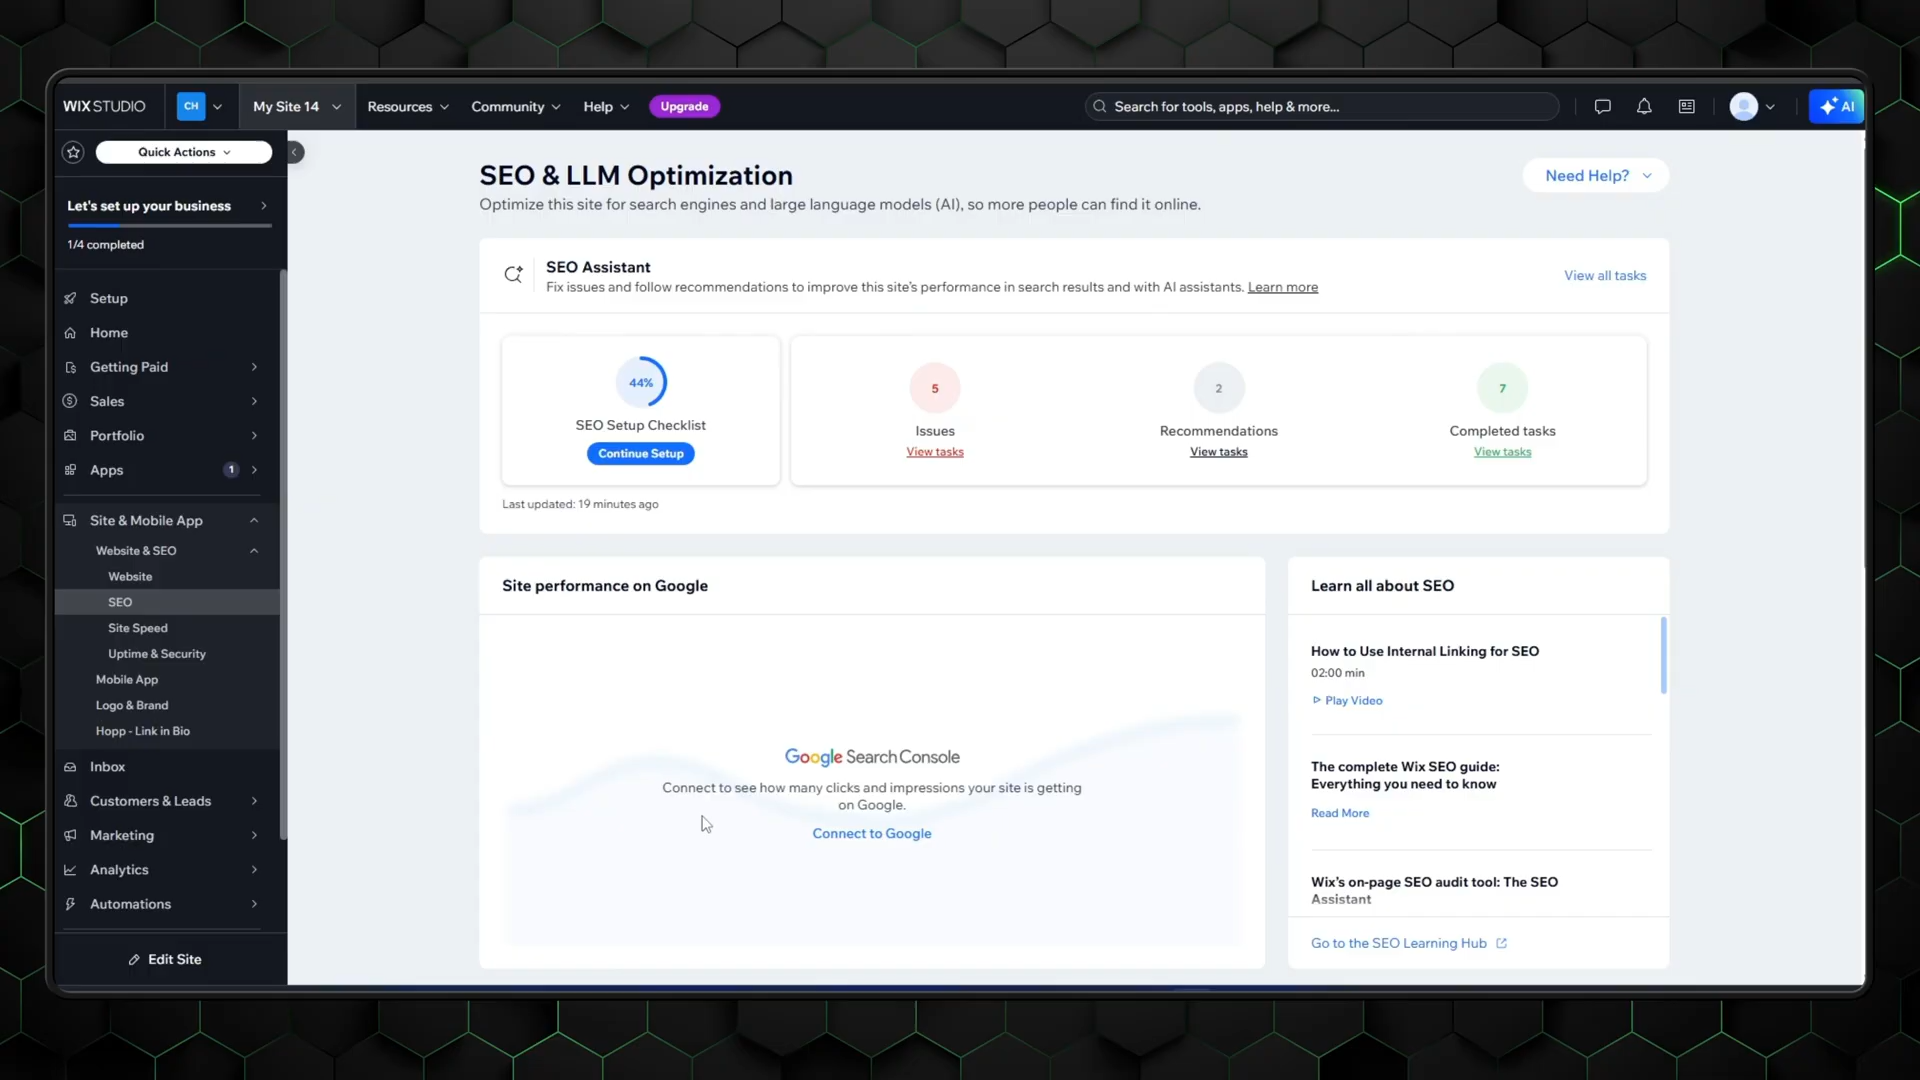 WIX STUDIO
CH
My Site 14
Resources
Community
Help
Upgrade
Search for tools, apps, help & more...
AI
Quick Actions
Let's set up your business
1/4 completed
Setup
Home
Getting Paid
Sales
Portfolio
Apps
1
Site & Mobile App
Website & SEO
Website
SEO
Site Speed
Uptime & Security
Mobile App
Logo & Brand
Hopp - Link in Bio
Inbox
Customers & Leads
Marketing
Analytics
Automations
Edit Site
SEO & LLM Optimization
Optimize this site for search engines and large language models (AI), so more people can find it online.
Need Help?
SEO Assistant
Fix issues and follow recommendations to improve this site's performance in search results and with AI assistants. Learn more
View all tasks
44%
SEO Setup Checklist
Continue Setup
5
Issues
View tasks
2
Recommendations
View tasks
7
Completed tasks
View tasks
Last updated: 19 minutes ago
Site performance on Google
Google Search Console
Connect to see how many clicks and impressions your site is getting
on Google.
Connect to Google
Learn all about SEO
How to Use Internal Linking for SEO
02:00 min
Play Video
The complete Wix SEO guide:
Everything you need to know
Read More
Wix's on-page SEO audit tool: The SEO
Assistant
Go to the SEO Learning Hub